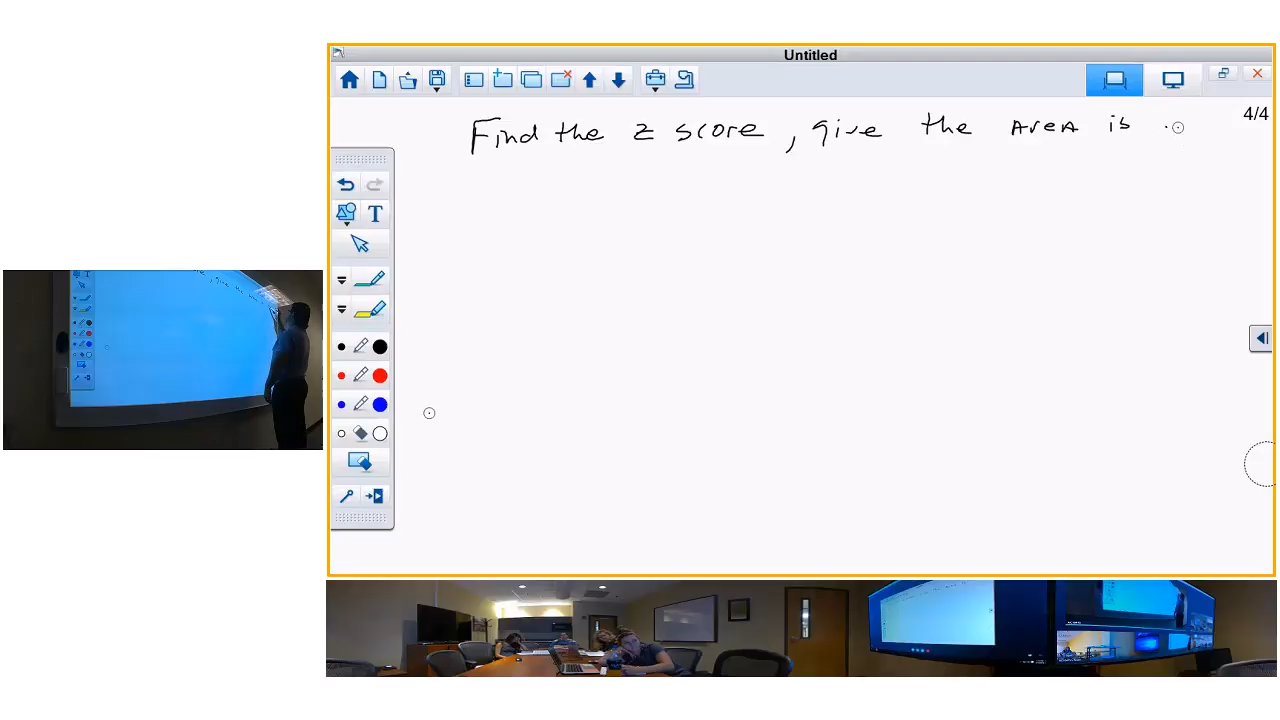 Untitled
4/4
Find the z score, give the Area is .
T